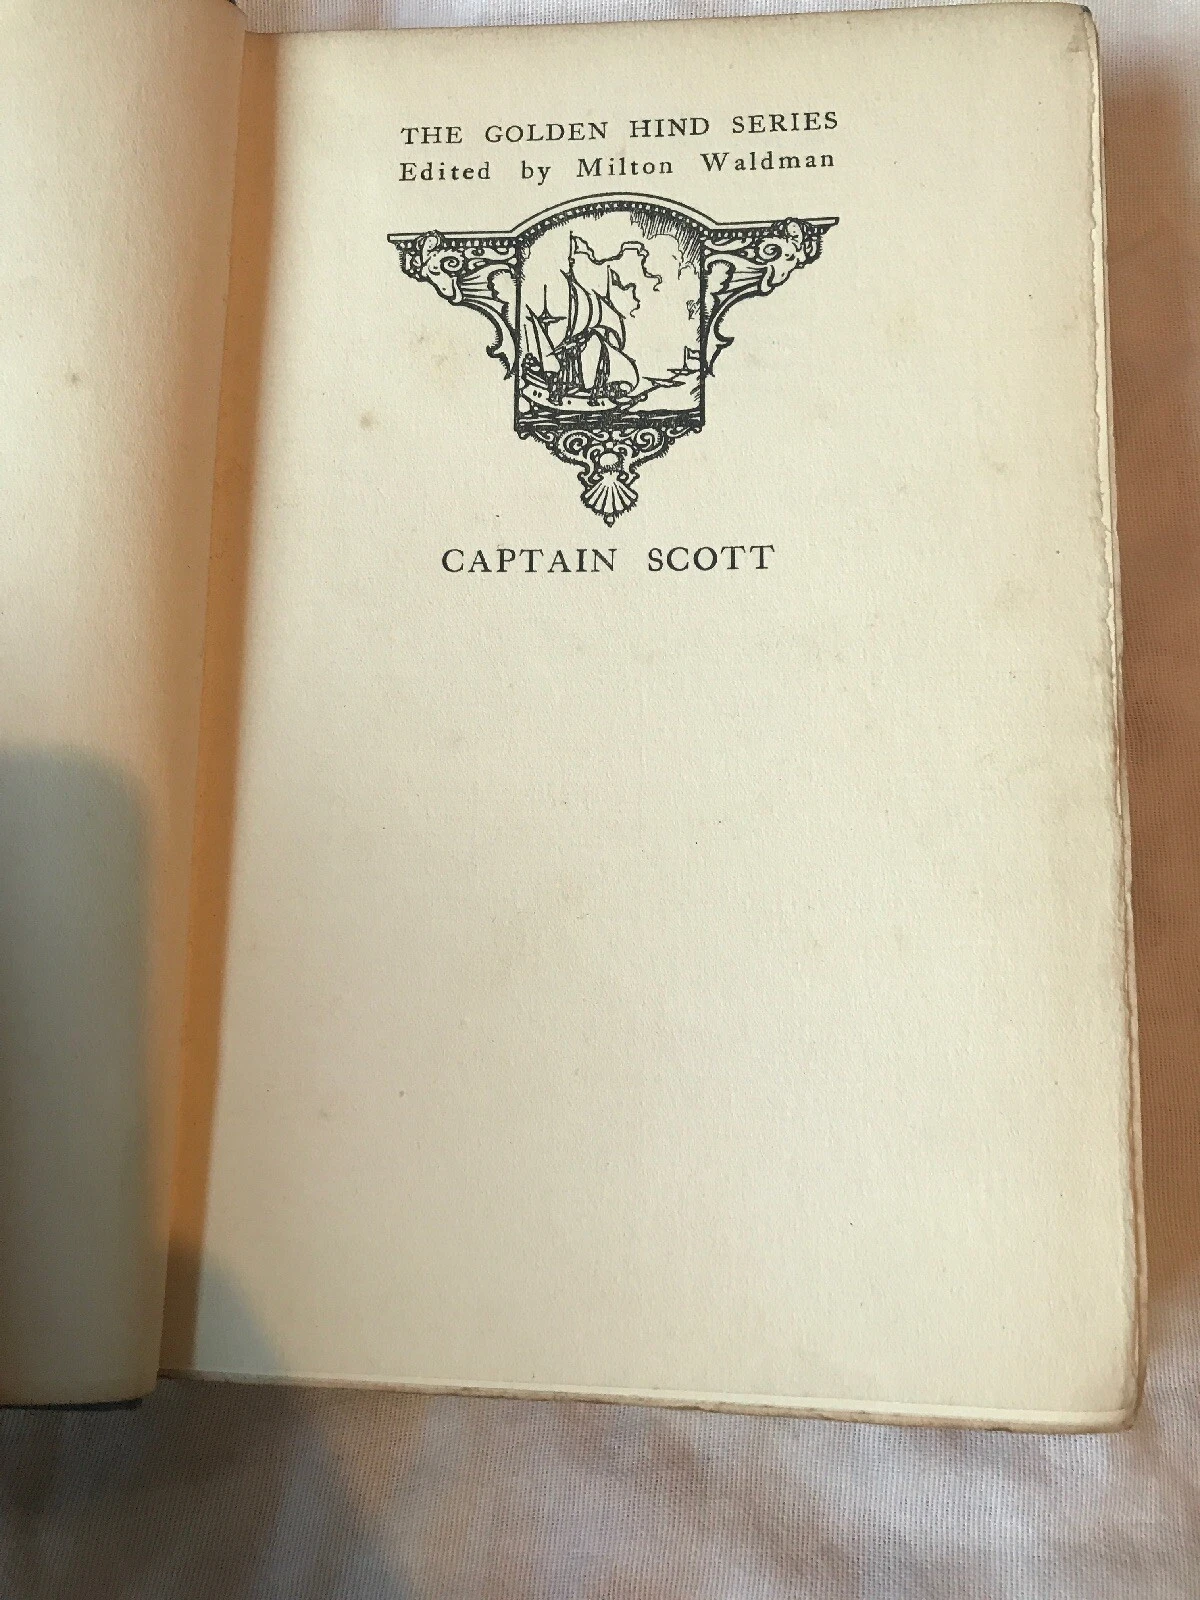 THE GOLDEN HIND SERIES
Edited by Milton Waldman
CAPTAIN SCOTT